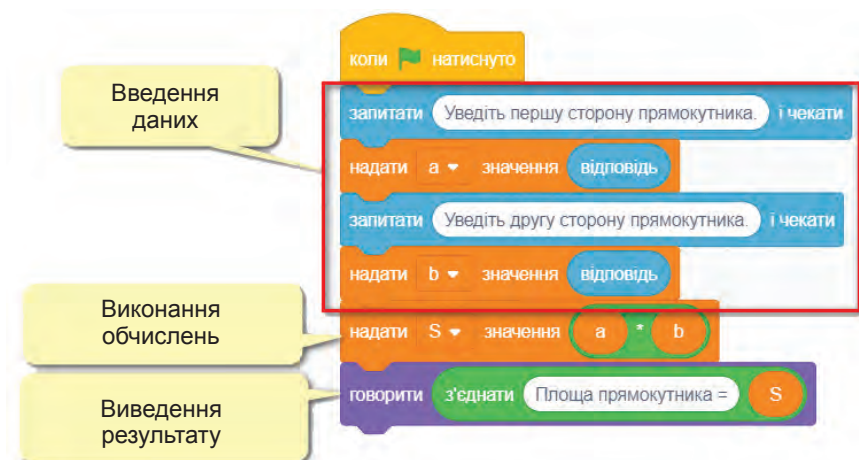 коли натиснуто
Введення
даних
запитати Уведіть першу сторону прямокутника. і чекати
надати a значення відповідь
запитати Уведіть другу сторону прямокутника. і чекати
надати b значення відповідь
Виконання
обчислень
надати S значення a * b
говорити з'єднати Площа прямокутника = S
Виведення
результату